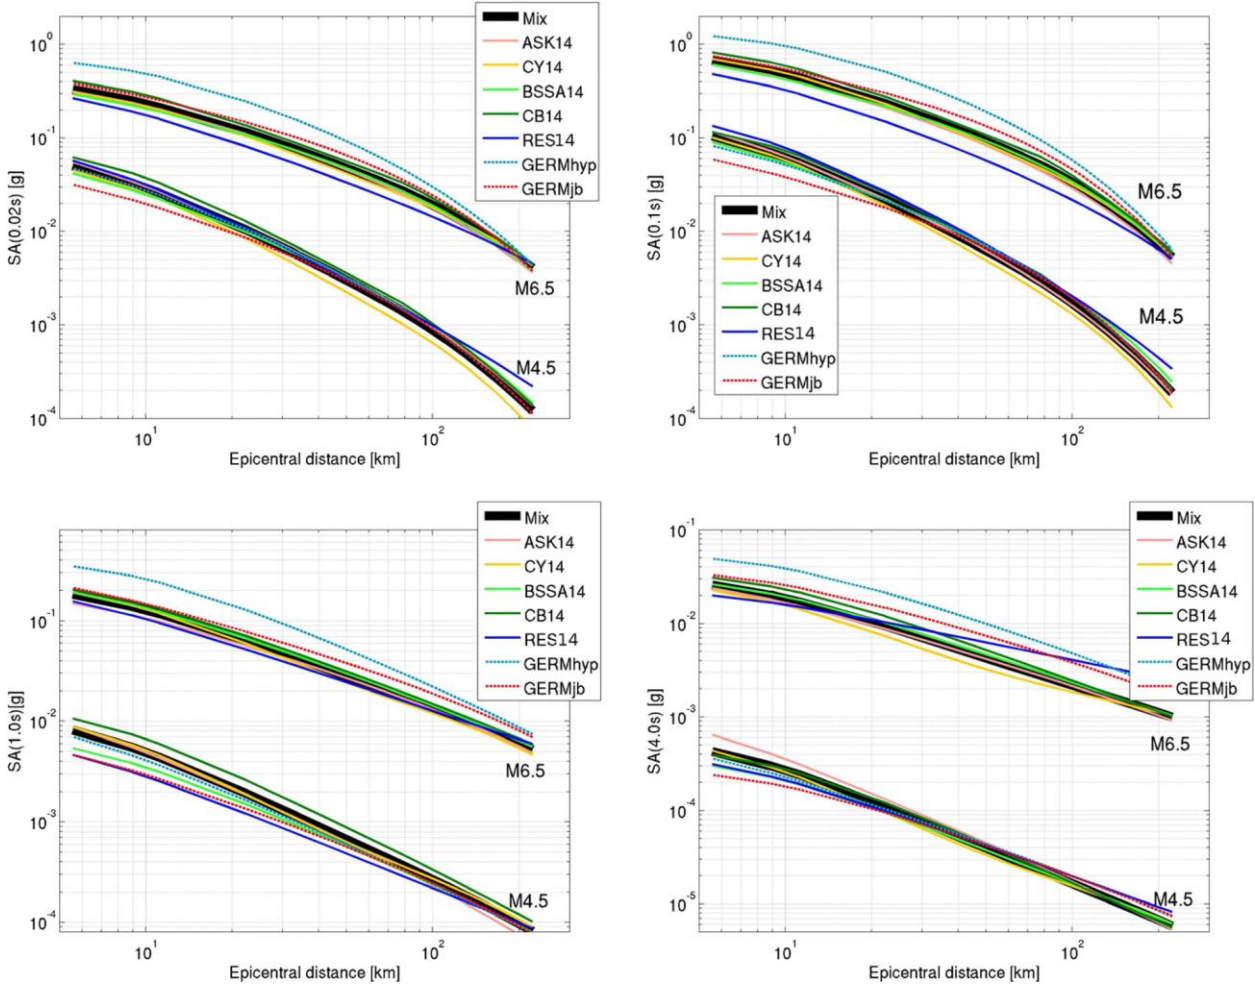 Mix
ASK14
CY14
BSSA14
CB14
RES14
GERMhyp
GERMjb
10^0
10^-1
10^-2
10^-3
10^-4
SA(0.02s) [g]
M6.5
M4.5
10^1
10^2
Epicentral distance [km]
10^0
10^-1
10^-2
10^-3
10^-4
SA(0.1s) [g]
M6.5
Mix
ASK14
CY14
BSSA14
CB14
RES14
GERMhyp
GERMjb
M4.5
10^1
10^2
Epicentral distance [km]
Mix
ASK14
CY14
BSSA14
CB14
RES14
GERMhyp
GERMjb
10^-1
10^-2
10^-3
10^-4
SA(1.0s)[g]
M6.5
M4.5
10^1
10^2
Epicentral distance [km]
Mix
ASK14
CY14
BSSA14
CB14
RES14
GERMhyp
GERMjb
10^-1
10^-2
10^-3
10^-4
10^-5
SA(4.0s) [g]
M6.5
M4.5
10^1
10^2
Epicentral distance [km]